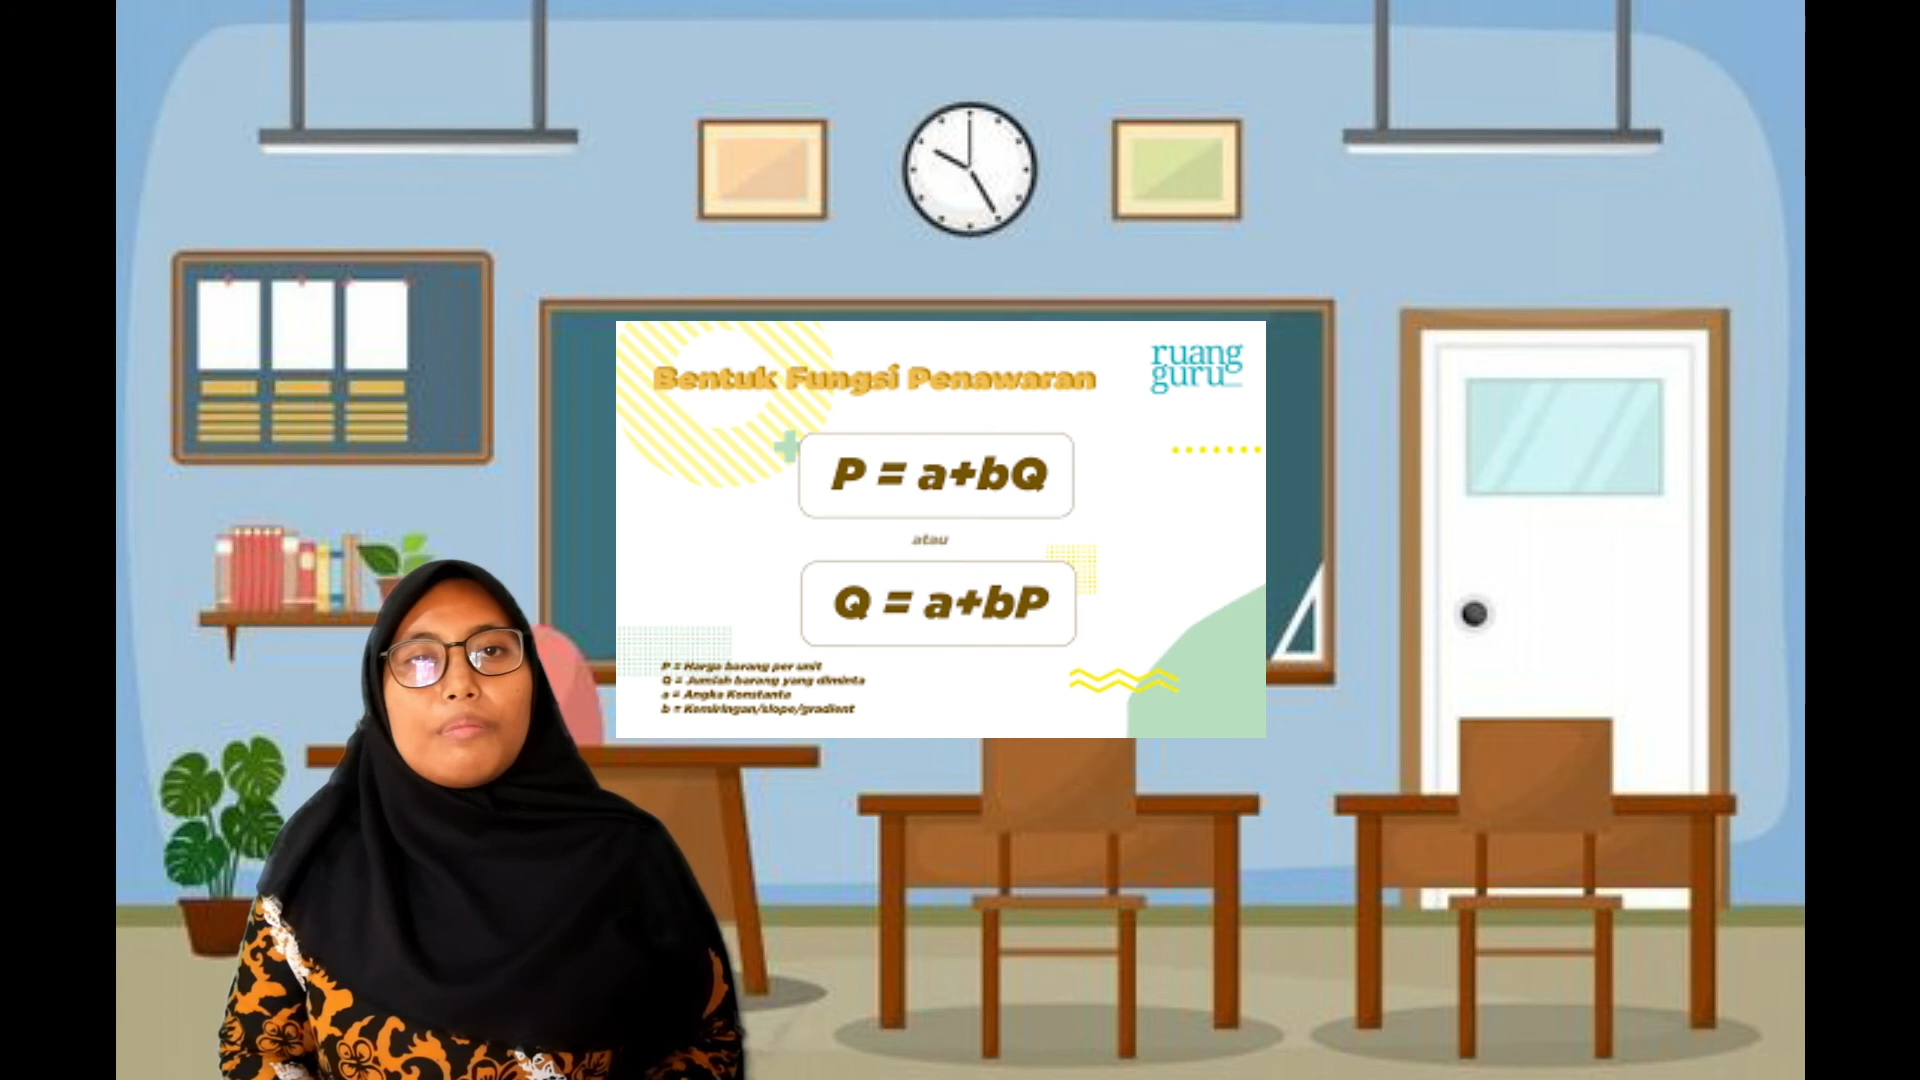 Bentuk Fungsi Penawaran
ruang
guru
P = a+bQ
atau
Q = a+bP
P = Harga barang per unit
Q = Jumlah barang yang diminta
a = Angka Konstanta
b = Kemiringan/slope/gradient